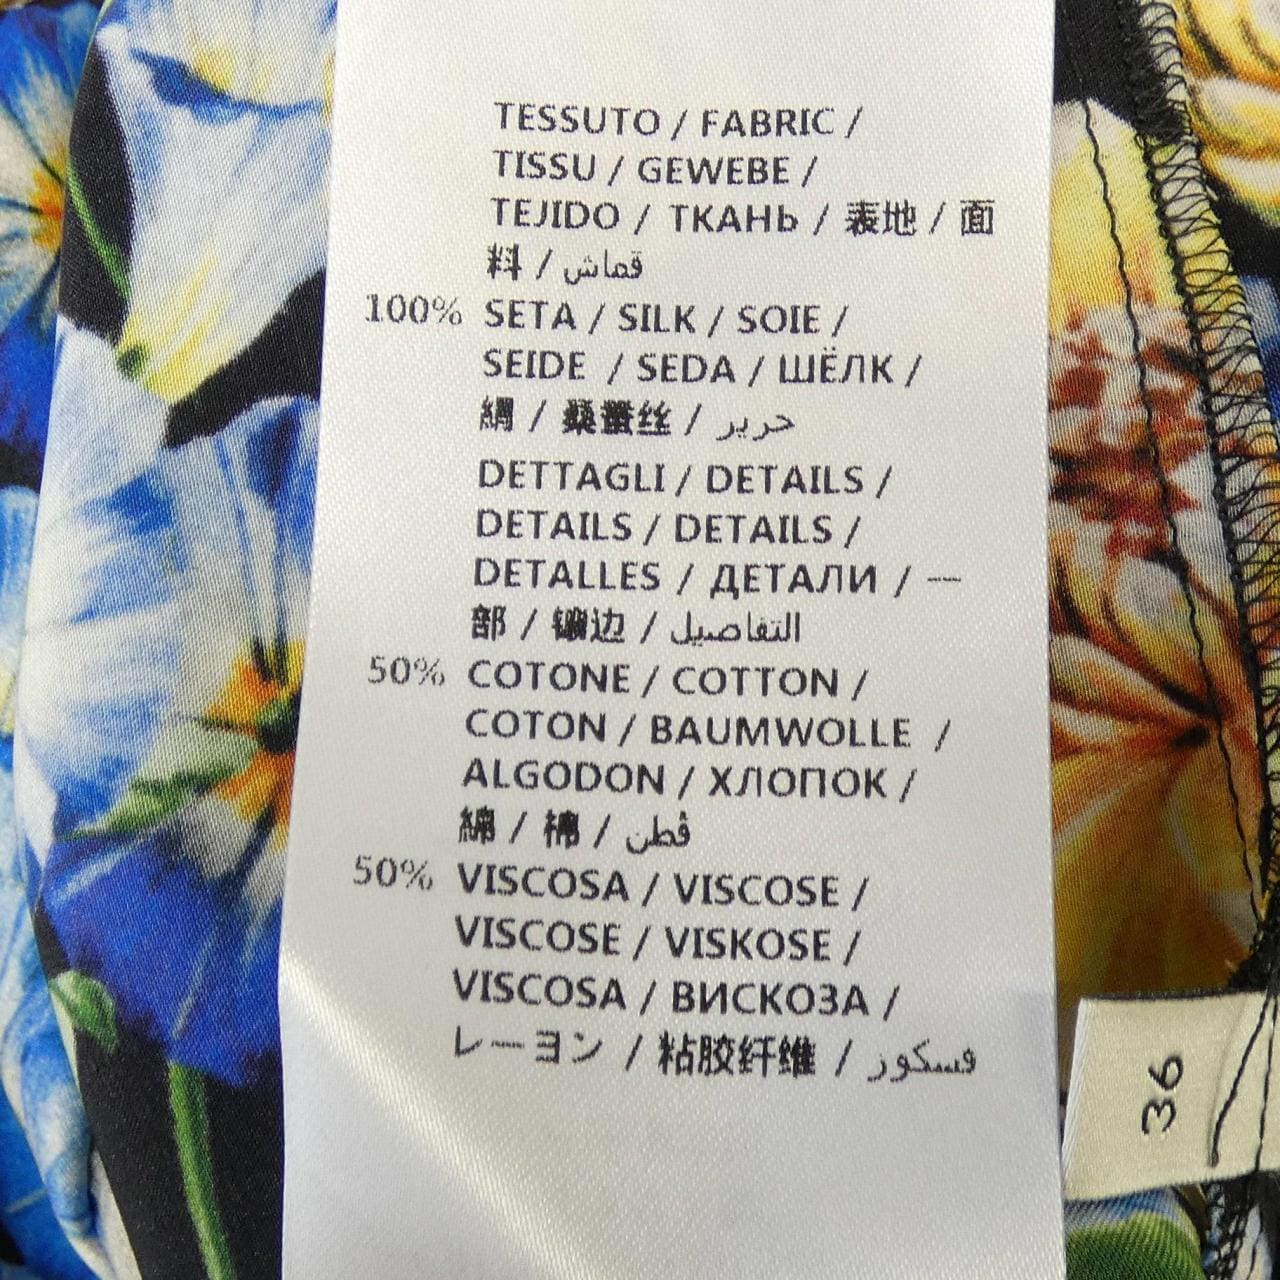 TESSUTO / FABRIC /
TISSU / GEWEBE /
TEJIDO / ТКАНЬ / 表地 / 面
料 / قماش
100% SETA / SILK / SOIE /
SEIDE / SEDA / ШЁЛК /
絹 / 桑蚕丝 / حرير
DETTAGLI / DETAILS /
DETAILS / DETAILS /
DETALLES / ДЕТАЛИ / 一
部 / 镶边 / التفاصيل
50% COTONE / COTTON /
COTON / BAUMWOLLE /
ALGODON / ХЛОПОК /
綿 / 棉 / قطن
50% VISCOSA / VISCOSE /
VISCOSE / VISKOSE /
VISCOSA / ВИСКОЗА /
レーヨン / 粘胶纤维 / فسكوز
36